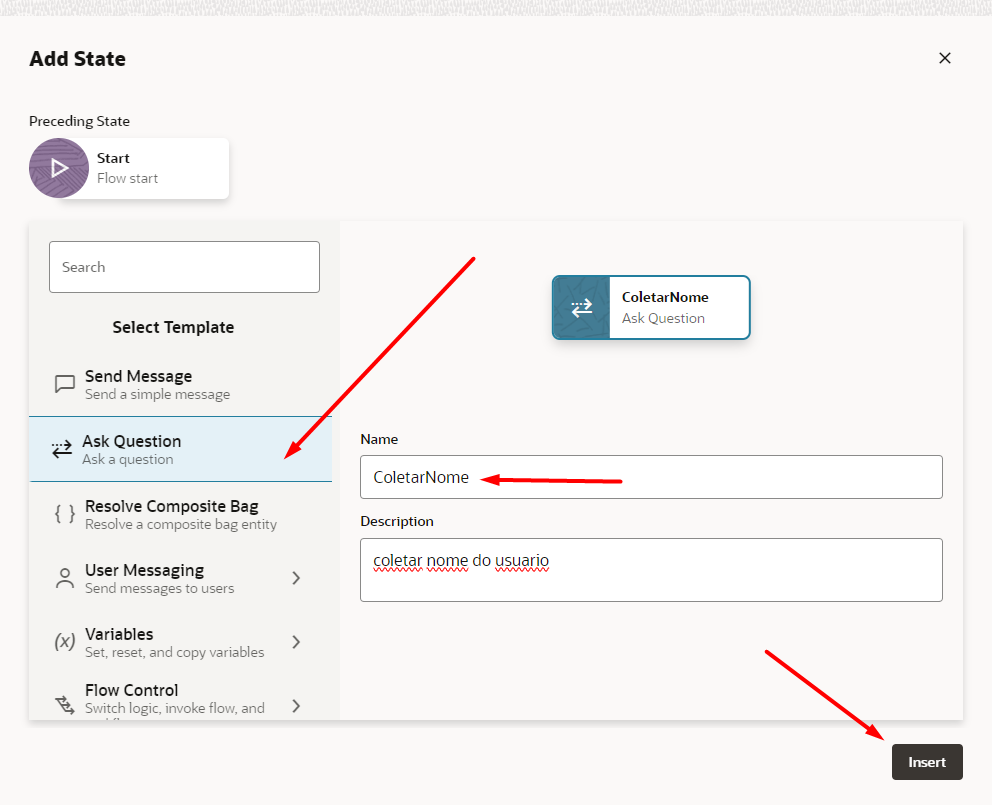 Add State
Preceding State
Start
Flow start
Search
Select Template
Send Message
Send a simple message
Ask Question
Ask a question
Resolve Composite Bag
Resolve a composite bag entity
User Messaging
Send messages to users
(x) Variables
Set, reset, and copy variables
Flow Control
Switch logic, invoke flow, and
ColetarNome
Ask Question
Name
ColetarNome
Description
coletar nome do usuario
Insert